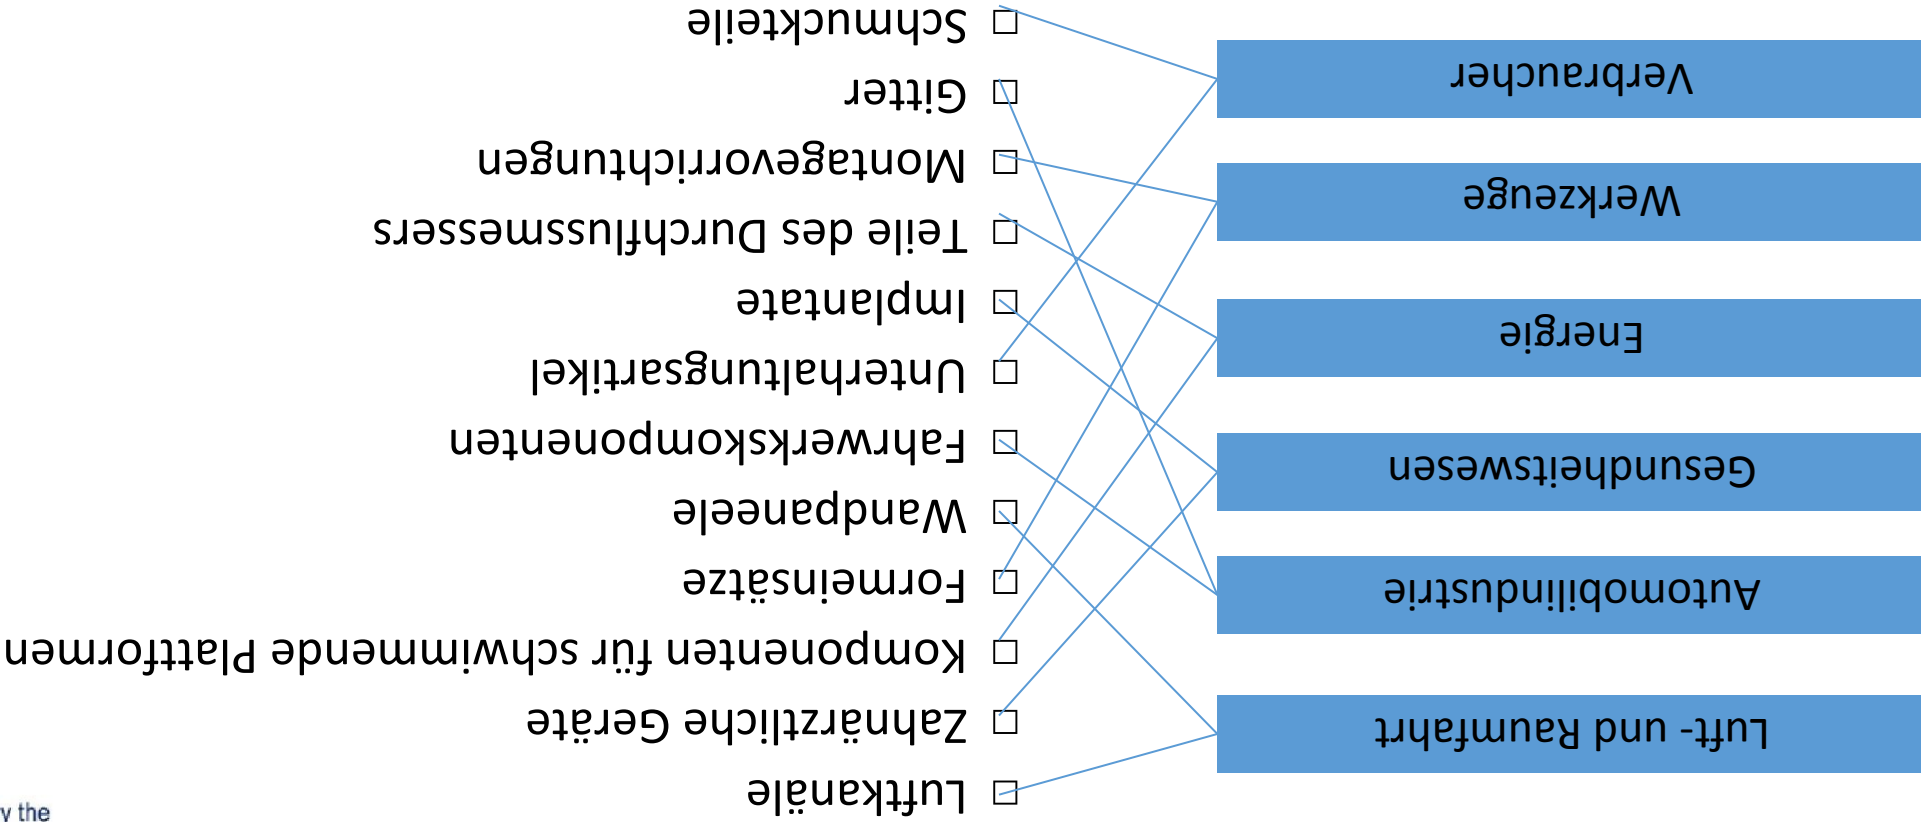 Luft- und Raumfahrt
Automobilindustrie
Gesundheitswesen
Energie
Werkzeuge
Verbraucher
Luftkanäle
Zahnärztliche Geräte
Komponenten für schwimmende Plattformen
Formeinsätze
Wandpaneele
Fahrwerkskomponenten
Unterhaltungsartikel
Implantate
Teile des Durchflussmessers
Montagevorrichtungen
Gitter
Schmuckteile
the